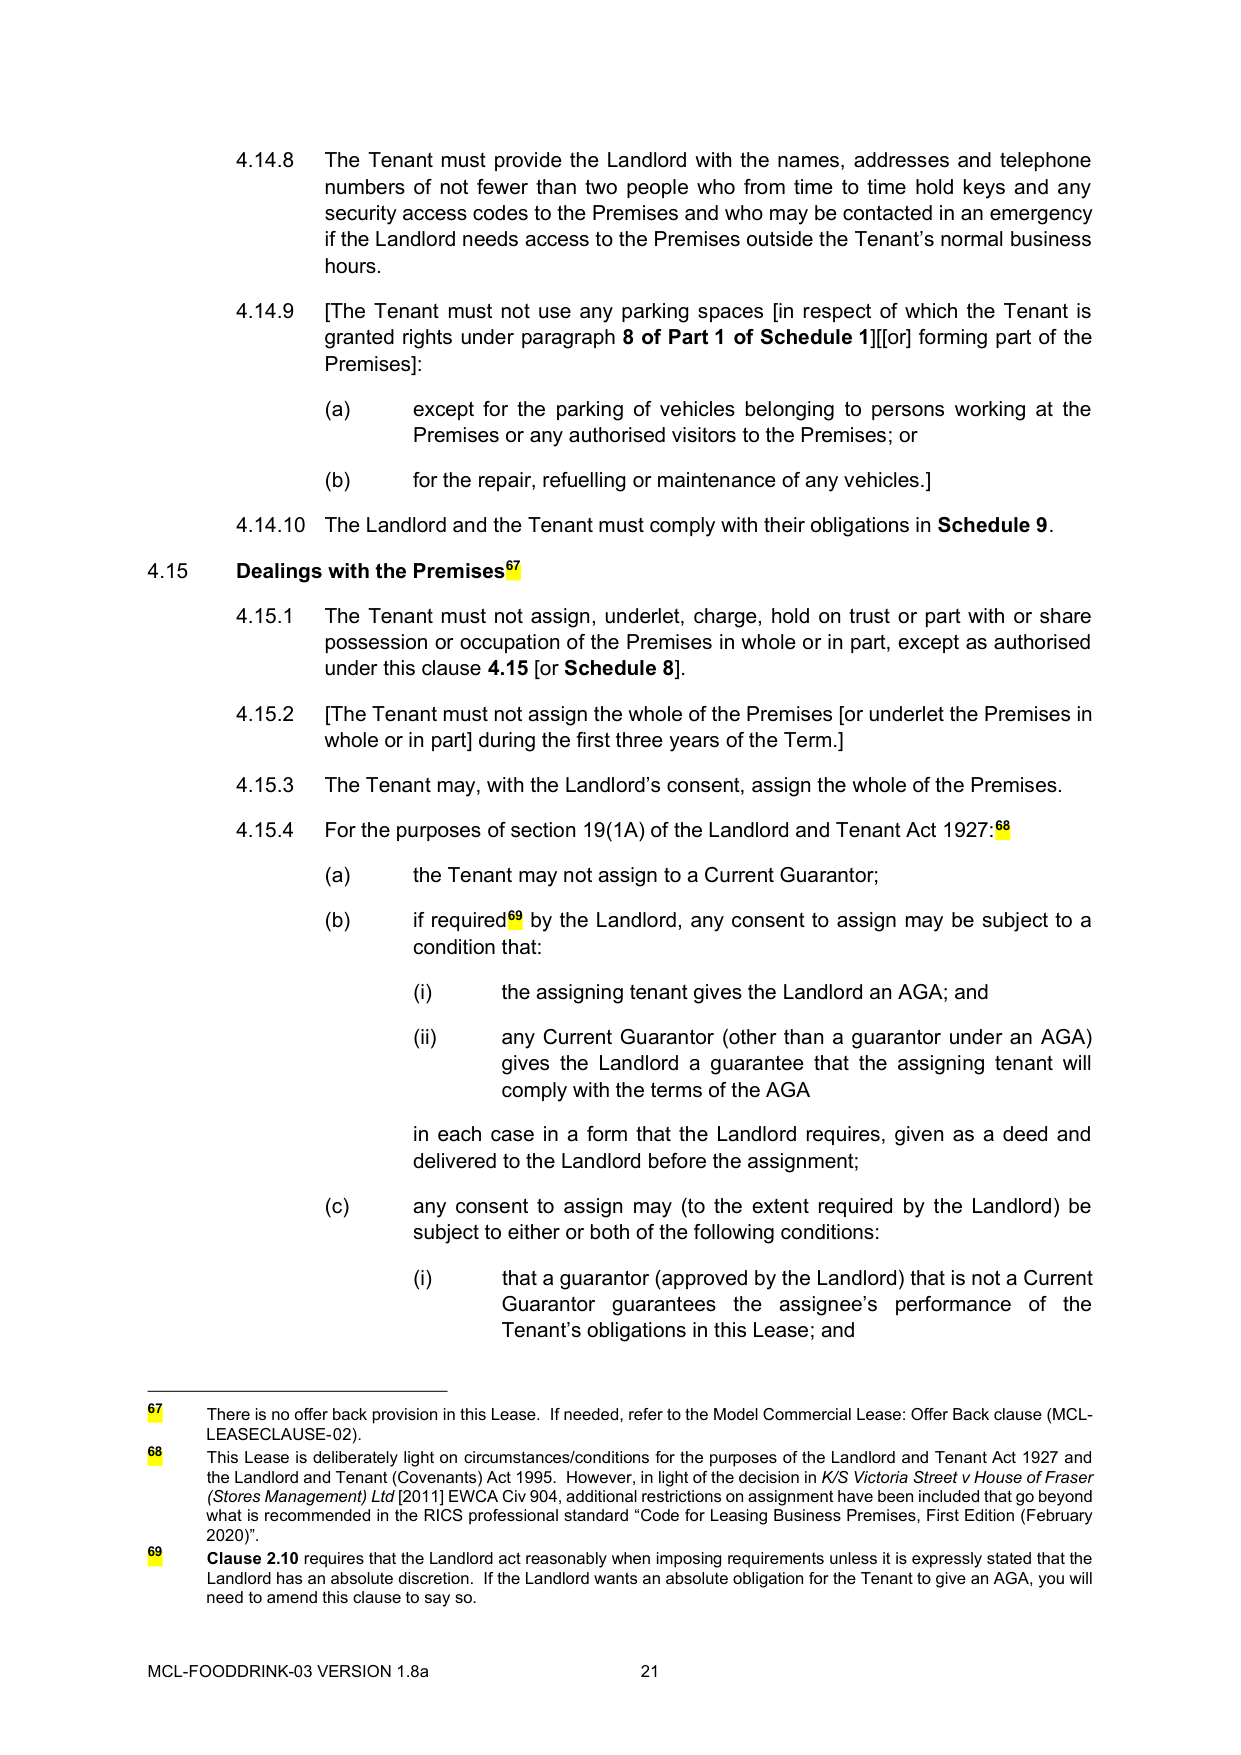 4.14.8 The Tenant must provide the Landlord with the names, addresses and telephone
numbers of not fewer than two people who from time to time hold keys and any
security access codes to the Premises and who may be contacted in an emergency
if the Landlord needs access to the Premises outside the Tenant’s normal business
hours.
4.14.9 [The Tenant must not use any parking spaces [in respect of which the Tenant is
granted rights under paragraph 8 of Part 1 of Schedule 1][[or] forming part of the
Premises]:
(a) except for the parking of vehicles belonging to persons working at the
Premises or any authorised visitors to the Premises; or
(b) for the repair, refuelling or maintenance of any vehicles.]
4.14.10 The Landlord and the Tenant must comply with their obligations in Schedule 9.
4.15 Dealings with the Premises67
4.15.1 The Tenant must not assign, underlet, charge, hold on trust or part with or share
possession or occupation of the Premises in whole or in part, except as authorised
under this clause 4.15 [or Schedule 8].
4.15.2 [The Tenant must not assign the whole of the Premises [or underlet the Premises in
whole or in part] during the first three years of the Term.]
4.15.3 The Tenant may, with the Landlord’s consent, assign the whole of the Premises.
4.15.4 For the purposes of section 19(1A) of the Landlord and Tenant Act 1927:68
(a) the Tenant may not assign to a Current Guarantor;
(b) if required69 by the Landlord, any consent to assign may be subject to a
condition that:
(i) the assigning tenant gives the Landlord an AGA; and
(ii) any Current Guarantor (other than a guarantor under an AGA)
gives the Landlord a guarantee that the assigning tenant will
comply with the terms of the AGA
in each case in a form that the Landlord requires, given as a deed and
delivered to the Landlord before the assignment;
(c) any consent to assign may (to the extent required by the Landlord) be
subject to either or both of the following conditions:
(i) that a guarantor (approved by the Landlord) that is not a Current
Guarantor guarantees the assignee’s performance of the
Tenant’s obligations in this Lease; and
67 There is no offer back provision in this Lease. If needed, refer to the Model Commercial Lease: Offer Back clause (MCL-
LEASECLAUSE-02).
68 This Lease is deliberately light on circumstances/conditions for the purposes of the Landlord and Tenant Act 1927 and
the Landlord and Tenant (Covenants) Act 1995. However, in light of the decision in K/S Victoria Street v House of Fraser
(Stores Management) Ltd [2011] EWCA Civ 904, additional restrictions on assignment have been included that go beyond
what is recommended in the RICS professional standard “Code for Leasing Business Premises, First Edition (February
2020)”.
69 Clause 2.10 requires that the Landlord act reasonably when imposing requirements unless it is expressly stated that the
Landlord has an absolute discretion. If the Landlord wants an absolute obligation for the Tenant to give an AGA, you will
need to amend this clause to say so.
MCL-FOODDRINK-03 VERSION 1.8a 21